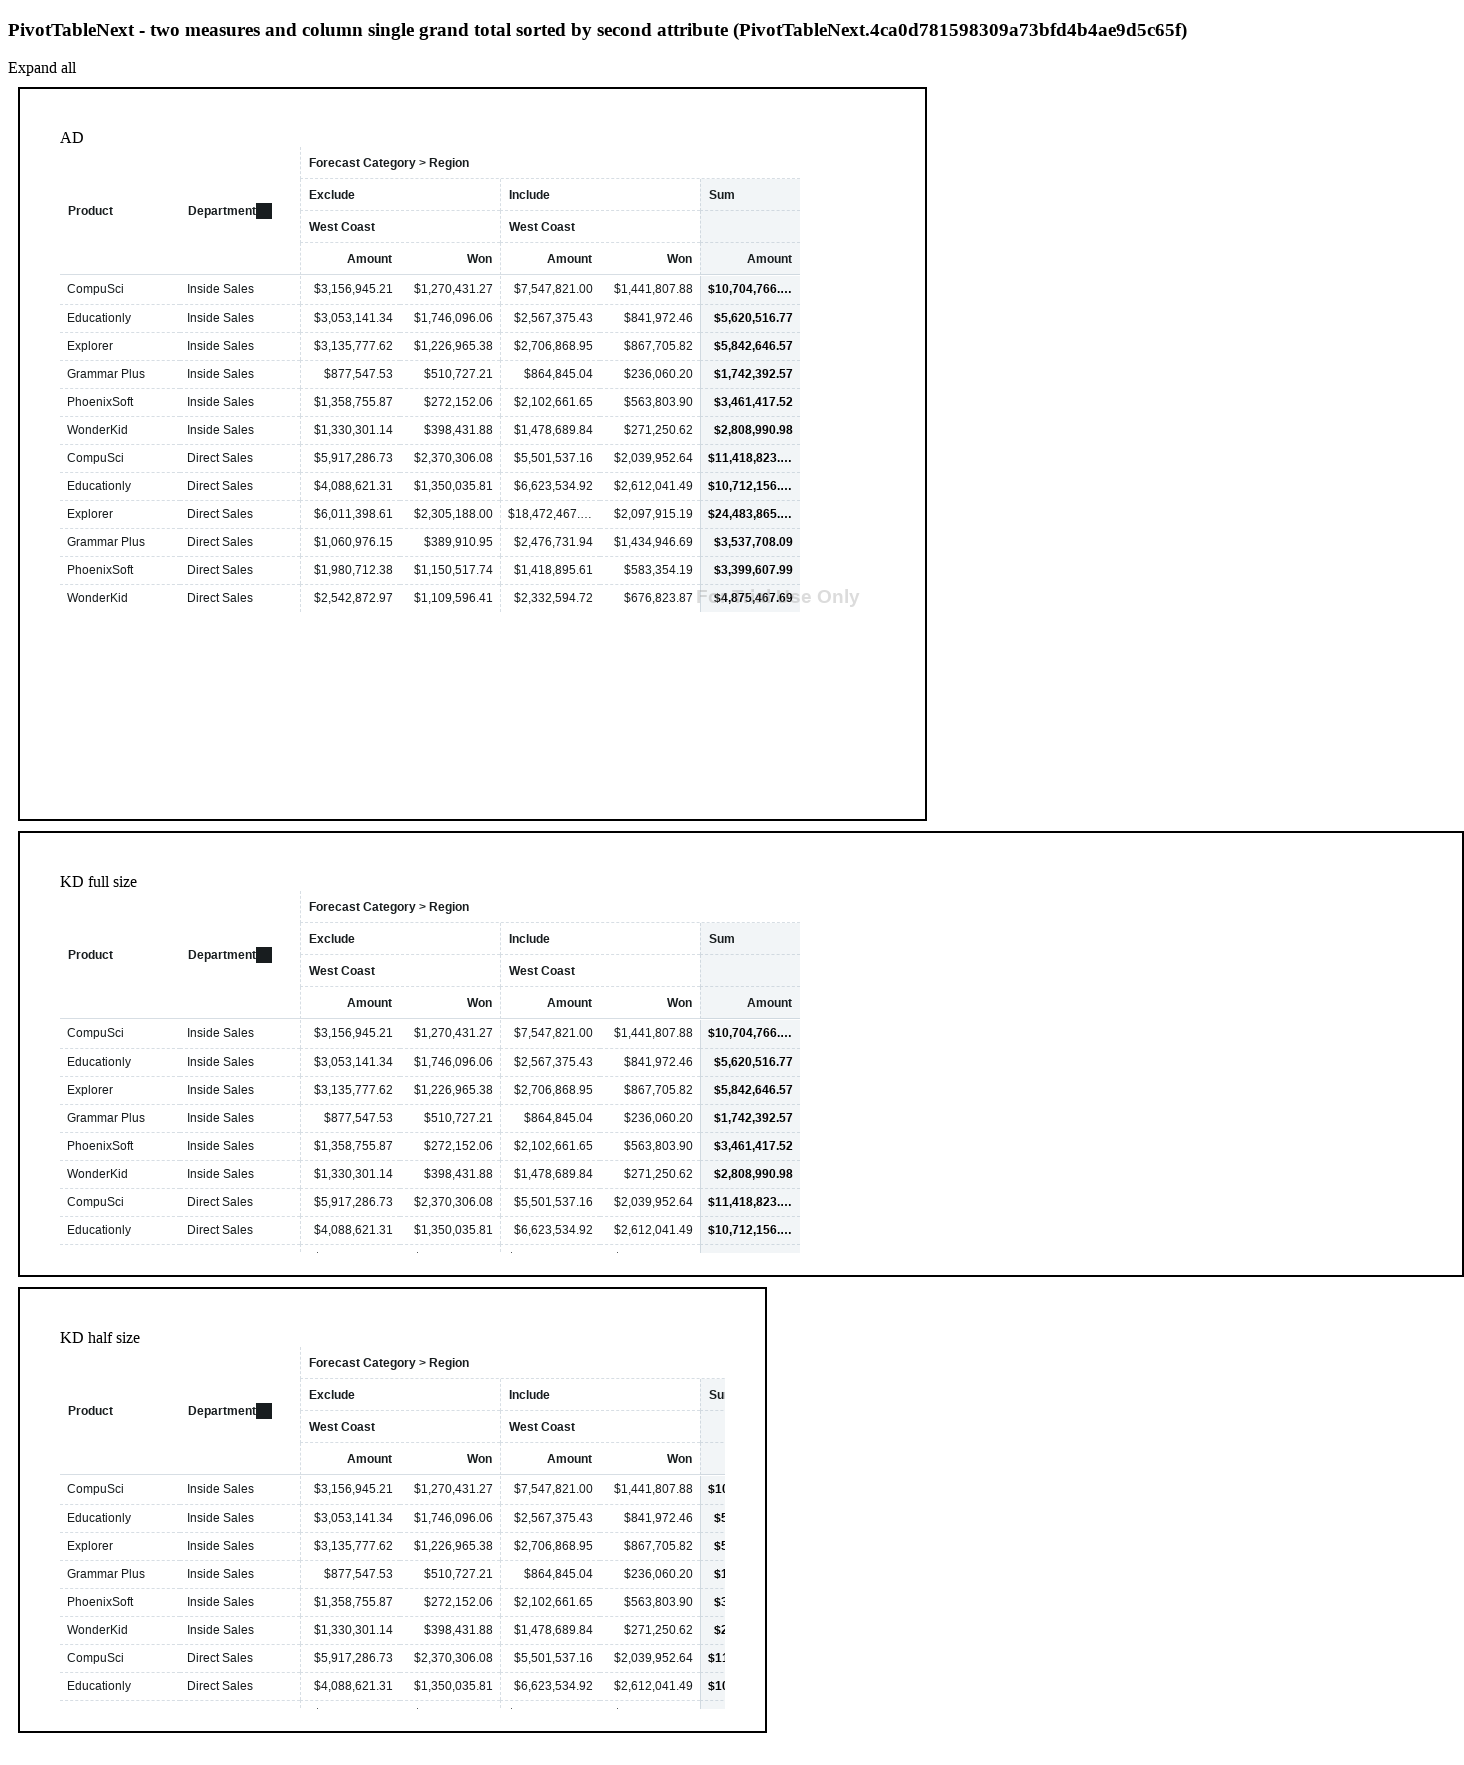 PivotTableNext - two measures and column single grand total sorted by second attribute (PivotTableNext.4ca0d781598309a73bfd4b4ae9d5c65f)
Expand all
AD
Forecast Category > Region
Exclude Include Sum
Product Department
West Coast West Coast
Amount Won Amount Won Amount
CompuSci Inside Sales $3,156,945.21 $1,270,431.27 $7,547,821.00 $1,441,807.88 $10,704,766.…
Educationly Inside Sales $3,053,141.34 $1,746,096.06 $2,567,375.43 $841,972.46 $5,620,516.77
Explorer Inside Sales $3,135,777.62 $1,226,965.38 $2,706,868.95 $867,705.82 $5,842,646.57
Grammar Plus Inside Sales $877,547.53 $510,727.21 $864,845.04 $236,060.20 $1,742,392.57
PhoenixSoft Inside Sales $1,358,755.87 $272,152.06 $2,102,661.65 $563,803.90 $3,461,417.52
WonderKid Inside Sales $1,330,301.14 $398,431.88 $1,478,689.84 $271,250.62 $2,808,990.98
CompuSci Direct Sales $5,917,286.73 $2,370,306.08 $5,501,537.16 $2,039,952.64 $11,418,823.…
Educationly Direct Sales $4,088,621.31 $1,350,035.81 $6,623,534.92 $2,612,041.49 $10,712,156.…
Explorer Direct Sales $6,011,398.61 $2,305,188.00 $18,472,467.… $2,097,915.19 $24,483,865.…
Grammar Plus Direct Sales $1,060,976.15 $389,910.95 $2,476,731.94 $1,434,946.69 $3,537,708.09
PhoenixSoft Direct Sales $1,980,712.38 $1,150,517.74 $1,418,895.61 $583,354.19 $3,399,607.99
WonderKid Direct Sales $2,542,872.97 $1,109,596.41 $2,332,594.72 $676,823.87 $4,875,467.69
For Use Only
KD full size
Forecast Category > Region
Exclude Include Sum
Product Department
West Coast West Coast
Amount Won Amount Won Amount
CompuSci Inside Sales $3,156,945.21 $1,270,431.27 $7,547,821.00 $1,441,807.88 $10,704,766.…
Educationly Inside Sales $3,053,141.34 $1,746,096.06 $2,567,375.43 $841,972.46 $5,620,516.77
Explorer Inside Sales $3,135,777.62 $1,226,965.38 $2,706,868.95 $867,705.82 $5,842,646.57
Grammar Plus Inside Sales $877,547.53 $510,727.21 $864,845.04 $236,060.20 $1,742,392.57
PhoenixSoft Inside Sales $1,358,755.87 $272,152.06 $2,102,661.65 $563,803.90 $3,461,417.52
WonderKid Inside Sales $1,330,301.14 $398,431.88 $1,478,689.84 $271,250.62 $2,808,990.98
CompuSci Direct Sales $5,917,286.73 $2,370,306.08 $5,501,537.16 $2,039,952.64 $11,418,823.…
Educationly Direct Sales $4,088,621.31 $1,350,035.81 $6,623,534.92 $2,612,041.49 $10,712,156.…
KD half size
Forecast Category > Region
Exclude Include
Product Department
West Coast West Coast
Amount Won Amount Won
CompuSci Inside Sales $3,156,945.21 $1,270,431.27 $7,547,821.00 $1,441,807.88 $10
Educationly Inside Sales $3,053,141.34 $1,746,096.06 $2,567,375.43 $841,972.46 $5
Explorer Inside Sales $3,135,777.62 $1,226,965.38 $2,706,868.95 $867,705.82 $5
Grammar Plus Inside Sales $877,547.53 $510,727.21 $864,845.04 $236,060.20 $1
PhoenixSoft Inside Sales $1,358,755.87 $272,152.06 $2,102,661.65 $563,803.90 $3
WonderKid Inside Sales $1,330,301.14 $398,431.88 $1,478,689.84 $271,250.62 $2
CompuSci Direct Sales $5,917,286.73 $2,370,306.08 $5,501,537.16 $2,039,952.64 $11
Educationly Direct Sales $4,088,621.31 $1,350,035.81 $6,623,534.92 $2,612,041.49 $10